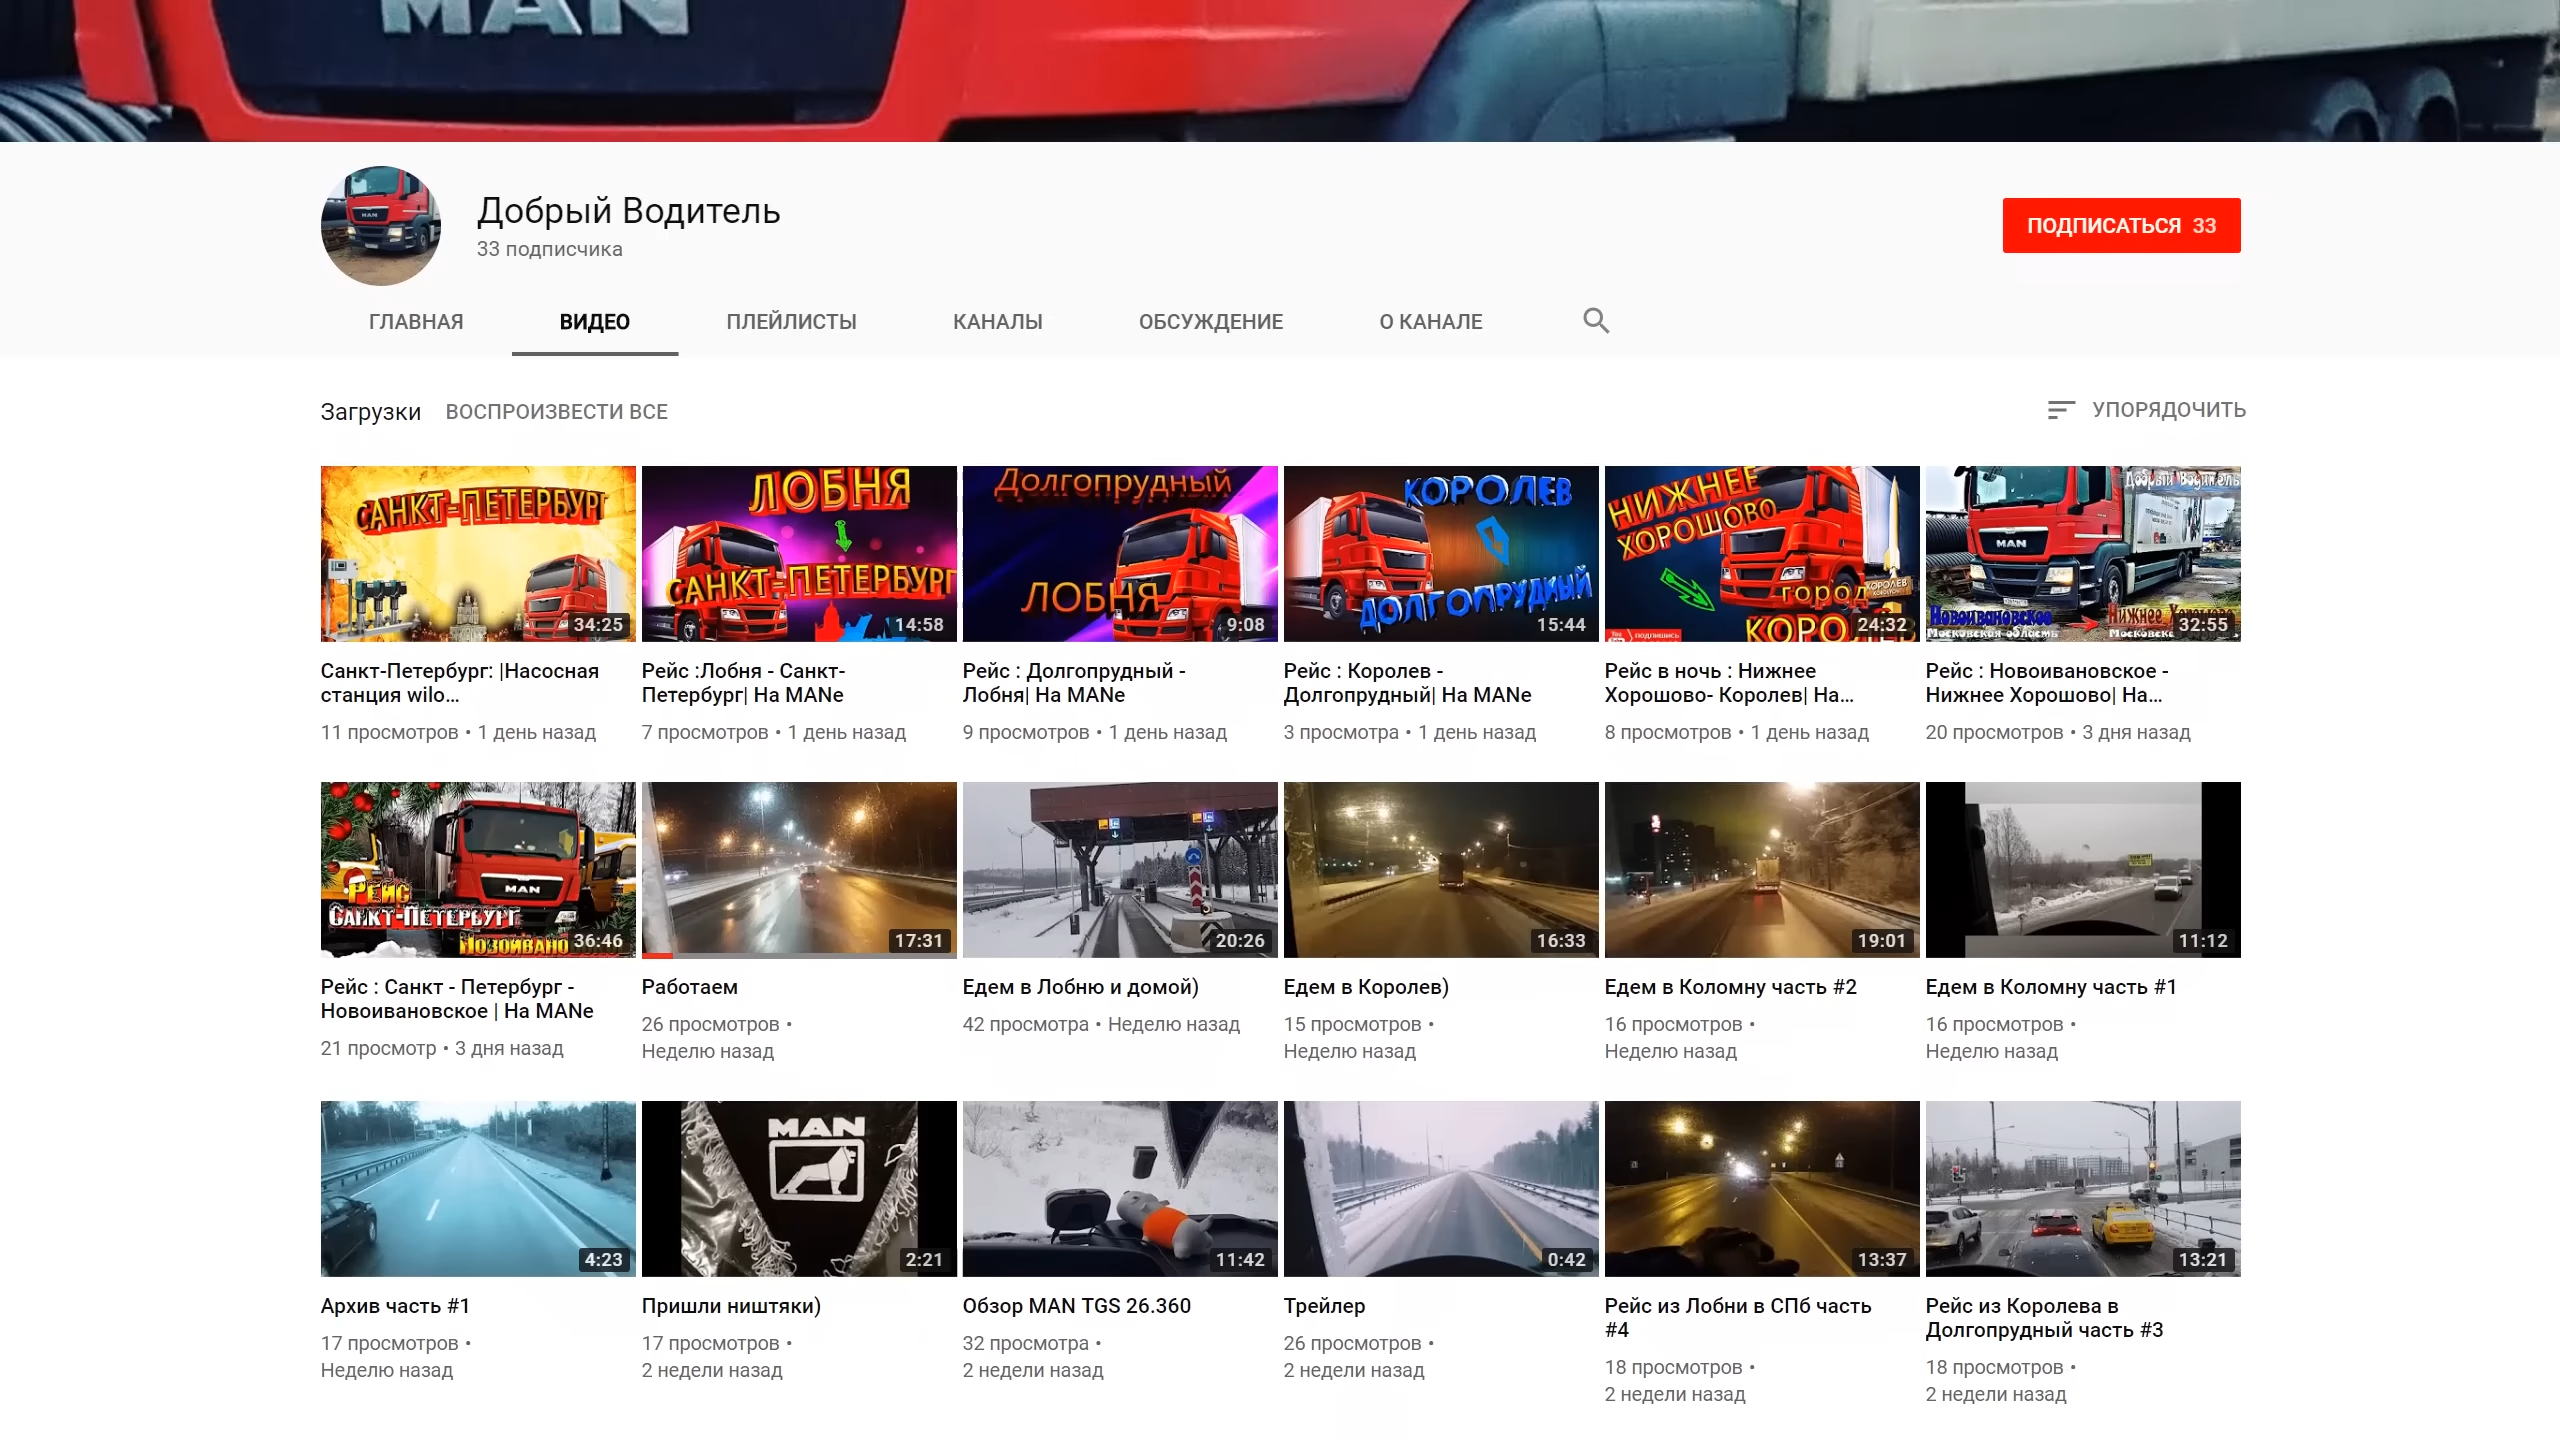 MAN
Добрый Водитель
33 подписчика
ПОДПИСАТЬСЯ 33
ГЛАВНАЯ ВИДЕО ПЛЕЙЛИСТЫ КАНАЛЫ ОБСУЖДЕНИЕ О КАНАЛЕ
Загрузки ВОСПРОИЗВЕСТИ ВСЕ
УПОРЯДОЧИТЬ
САНКТ-ПЕТЕРБУРГ
34:25
Санкт-Петербург: |Насосная
станция wilo...
11 просмотров • 1 день назад
ЛОБНЯ
САНКТ-ПЕТЕРБУРГ
14:58
Рейс :Лобня - Санкт-
Петербург| На MANe
7 просмотров • 1 день назад
Долгопрудный
ЛОБНЯ
9:08
Рейс : Долгопрудный -
Лобня| На MANe
9 просмотров • 1 день назад
КОРОЛЕВ
ДОЛГОПРУДНЫЙ
15:44
Рейс : Королев -
Долгопрудный| На MANe
3 просмотра • 1 день назад
НИЖНЕЕ
ХОРОШОВО
КОРОЛЕВ
город
подпишись
24:32
Рейс в ночь : Нижнее
Хорошово- Королев| На...
8 просмотров • 1 день назад
Добрый Водитель
MAN
Новоивановское
Московская область
Нижнее Хорошово
32:55
Рейс : Новоивановское -
Нижнее Хорошово| На...
20 просмотров • 3 дня назад
MAN
Рейс
Санкт-Петербург
36:46
Рейс : Санкт - Петербург -
Новоивановское | На MANe
21 просмотр • 3 дня назад
17:31
Работаем
26 просмотров •
Неделю назад
20:26
Едем в Лобню и домой)
42 просмотра • Неделю назад
16:33
Едем в Королев)
15 просмотров •
Неделю назад
19:01
Едем в Коломну часть #2
16 просмотров •
Неделю назад
11:12
Едем в Коломну часть #1
16 просмотров •
Неделю назад
4:23
Архив часть #1
17 просмотров •
Неделю назад
MAN
2:21
Пришли ништяки)
17 просмотров •
2 недели назад
11:42
Обзор MAN TGS 26.360
32 просмотра •
2 недели назад
0:42
Трейлер
26 просмотров •
2 недели назад
13:37
Рейс из Лобни в СПб часть
#4
18 просмотров •
2 недели назад
13:21
Рейс из Королева в
Долгопрудный часть #3
18 просмотров •
2 недели назад